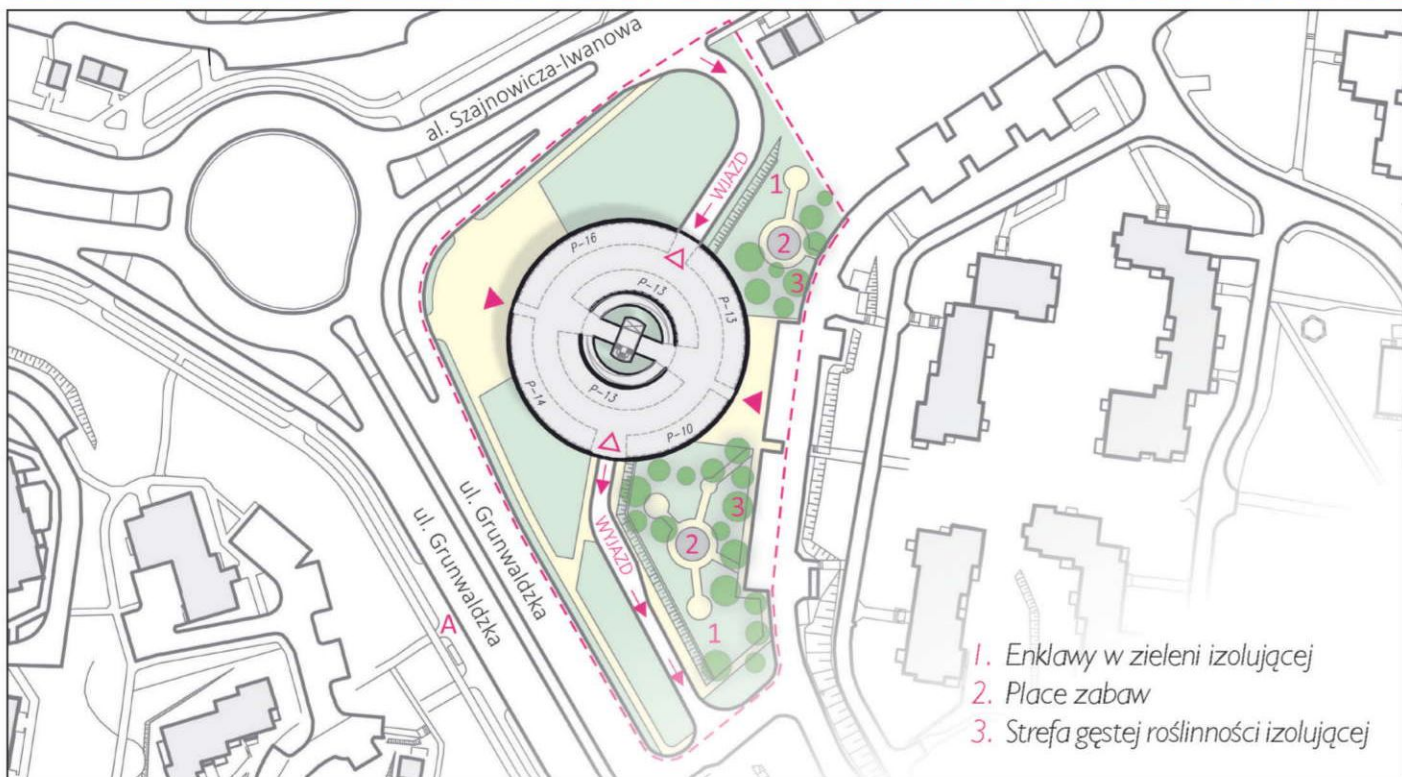 al. Szajnowicza-Iwanowa
WJAZD
1
2
3
P-16
P-13
P-13
P-13
P-14
P-10
3
2
WYJAZD
1
ul. Grunwaldzka
ul. Grunwaldzka
A
1. Enklawy w zieleni izolującej
2. Place zabaw
3. Strefa gęstej roślinności izolującej